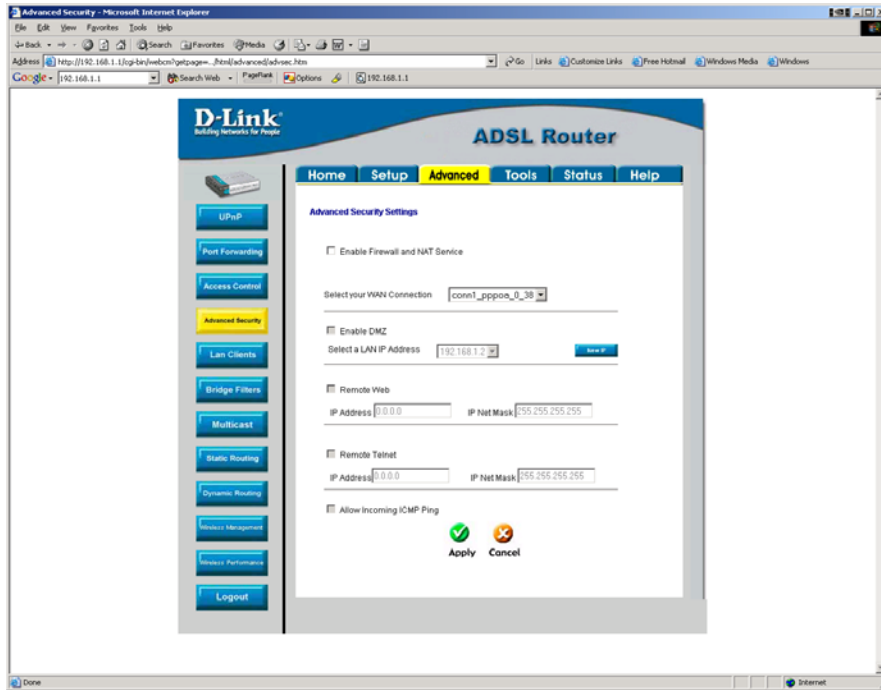 Advanced Security - Microsoft Internet Explorer
File Edit View Favorites Tools Help
Back Search Favorites Media
Address http://192.168.1.1/cgi-bin/webcm?getpage=../html/advanced/advsec.htm Go Links Customize Links Free Hotmail Windows Media Windows
Google 192.168.1.1 Search Web PageRank Options 192.168.1.1
D-Link
Building Networks for People
ADSL Router
Home Setup Advanced Tools Status Help
UPnP
Port Forwarding
Access Control
Advanced Security
Lan Clients
Bridge Filters
Multicast
Static Routing
Dynamic Routing
Wireless Management
Wireless Performance
Logout
Advanced Security Settings
Enable Firewall and NAT Service
Select your WAN Connection conn1_pppoa_0_38
Enable DMZ
Select a LAN IP Address 192.168.1.2 New IP
Remote Web
IP Address 0.0.0.0 IP Net Mask 255.255.255.255
Remote Telnet
IP Address 0.0.0.0 IP Net Mask 255.255.255.255
Allow Incoming ICMP Ping
Apply Cancel
Done Internet